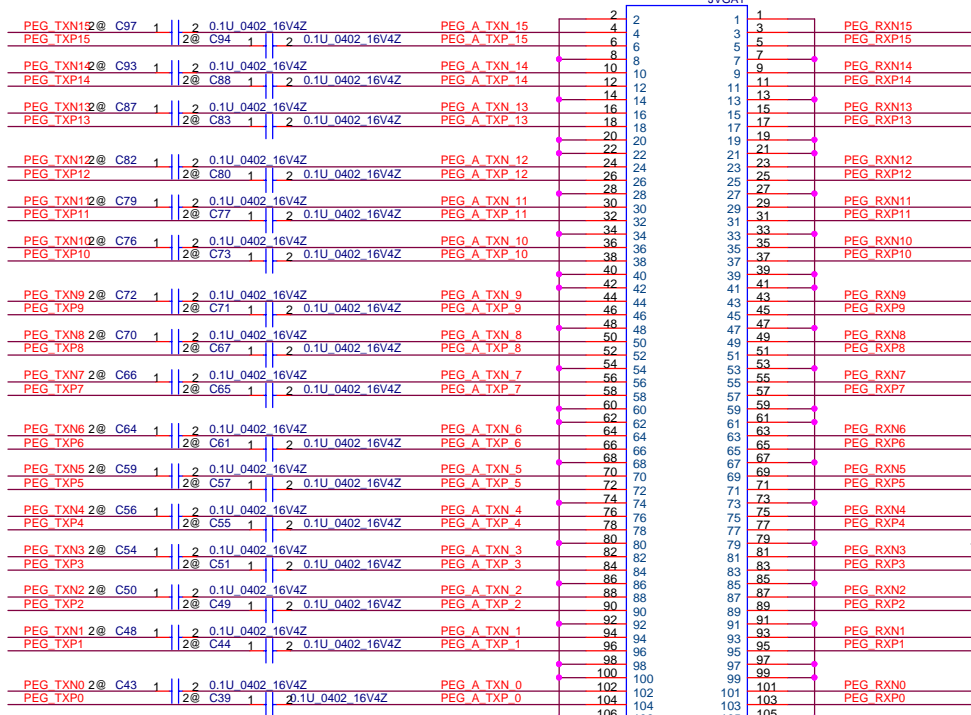 2 2 1 1
PEG_TXN15 2@ C97 1 2 0.1U_0402_16V4Z PEG_A_TXN_15 4 4 3 3 PEG_RXN15
PEG_TXP15 2@ C94 1 2 0.1U_0402_16V4Z PEG_A_TXP_15 6 6 5 5 PEG_RXP15
8 8 7 7
PEG_TXN14 2@ C93 1 2 0.1U_0402_16V4Z PEG_A_TXN_14 10 10 9 9 PEG_RXN14
PEG_TXP14 2@ C88 1 2 0.1U_0402_16V4Z PEG_A_TXP_14 12 12 11 11 PEG_RXP14
14 14 13 13
PEG_TXN13 2@ C87 1 2 0.1U_0402_16V4Z PEG_A_TXN_13 16 16 15 15 PEG_RXN13
PEG_TXP13 2@ C83 1 2 0.1U_0402_16V4Z PEG_A_TXP_13 18 18 17 17 PEG_RXP13
20 20 19 19
22 22 21 21
PEG_TXN12 2@ C82 1 2 0.1U_0402_16V4Z PEG_A_TXN_12 24 24 23 23 PEG_RXN12
PEG_TXP12 2@ C80 1 2 0.1U_0402_16V4Z PEG_A_TXP_12 26 26 25 25 PEG_RXP12
28 28 27 27
PEG_TXN11 2@ C79 1 2 0.1U_0402_16V4Z PEG_A_TXN_11 30 30 29 29 PEG_RXN11
PEG_TXP11 2@ C77 1 2 0.1U_0402_16V4Z PEG_A_TXP_11 32 32 31 31 PEG_RXP11
34 34 33 33
PEG_TXN10 2@ C76 1 2 0.1U_0402_16V4Z PEG_A_TXN_10 36 36 35 35 PEG_RXN10
PEG_TXP10 2@ C73 1 2 0.1U_0402_16V4Z PEG_A_TXP_10 38 38 37 37 PEG_RXP10
40 40 39 39
42 42 41 41
PEG_TXN9 2@ C72 1 2 0.1U_0402_16V4Z PEG_A_TXN_9 44 44 43 43 PEG_RXN9
PEG_TXP9 2@ C71 1 2 0.1U_0402_16V4Z PEG_A_TXP_9 46 46 45 45 PEG_RXP9
48 48 47 47
PEG_TXN8 2@ C70 1 2 0.1U_0402_16V4Z PEG_A_TXN_8 50 50 49 49 PEG_RXN8
PEG_TXP8 2@ C67 1 2 0.1U_0402_16V4Z PEG_A_TXP_8 52 52 51 51 PEG_RXP8
54 54 53 53
PEG_TXN7 2@ C66 1 2 0.1U_0402_16V4Z PEG_A_TXN_7 56 56 55 55 PEG_RXN7
PEG_TXP7 2@ C65 1 2 0.1U_0402_16V4Z PEG_A_TXP_7 58 58 57 57 PEG_RXP7
60 60 59 59
62 62 61 61
PEG_TXN6 2@ C64 1 2 0.1U_0402_16V4Z PEG_A_TXN_6 64 64 63 63 PEG_RXN6
PEG_TXP6 2@ C61 1 2 0.1U_0402_16V4Z PEG_A_TXP_6 66 66 65 65 PEG_RXP6
68 68 67 67
PEG_TXN5 2@ C59 1 2 0.1U_0402_16V4Z PEG_A_TXN_5 70 70 69 69 PEG_RXN5
PEG_TXP5 2@ C57 1 2 0.1U_0402_16V4Z PEG_A_TXP_5 72 72 71 71 PEG_RXP5
74 74 73 73
PEG_TXN4 2@ C56 1 2 0.1U_0402_16V4Z PEG_A_TXN_4 76 76 75 75 PEG_RXN4
PEG_TXP4 2@ C55 1 2 0.1U_0402_16V4Z PEG_A_TXP_4 78 78 77 77 PEG_RXP4
80 80 79 79
PEG_TXN3 2@ C54 1 2 0.1U_0402_16V4Z PEG_A_TXN_3 82 82 81 81 PEG_RXN3
PEG_TXP3 2@ C51 1 2 0.1U_0402_16V4Z PEG_A_TXP_3 84 84 83 83 PEG_RXP3
86 86 85 85
PEG_TXN2 2@ C50 1 2 0.1U_0402_16V4Z PEG_A_TXN_2 88 88 87 87 PEG_RXN2
PEG_TXP2 2@ C49 1 2 0.1U_0402_16V4Z PEG_A_TXP_2 90 90 89 89 PEG_RXP2
92 92 91 91
PEG_TXN1 2@ C48 1 2 0.1U_0402_16V4Z PEG_A_TXN_1 94 94 93 93 PEG_RXN1
PEG_TXP1 2@ C44 1 2 0.1U_0402_16V4Z PEG_A_TXP_1 96 96 95 95 PEG_RXP1
98 98 97 97
100 100 99 99
PEG_TXN0 2@ C43 1 2 0.1U_0402_16V4Z PEG_A_TXN_0 102 102 101 101 PEG_RXN0
PEG_TXP0 2@ C39 1 2 0.1U_0402_16V4Z PEG_A_TXP_0 104 104 103 103 PEG_RXP0
106 105